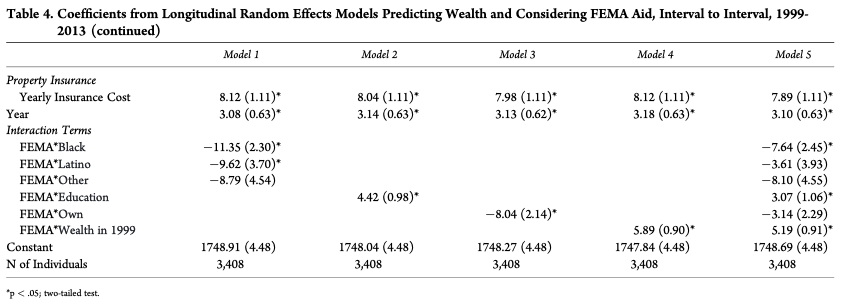 Table 4. Coefficients from Longitudinal Random Effects Models Predicting Wealth and Considering FEMA Aid, Interval to Interval, 1999-
2013 (continued)
Model 1 Model 2 Model 3 Model 4 Model 5
Property Insurance
Yearly Insurance Cost 8.12 (1.11)* 8.04 (1.11)* 7.98 (1.11)* 8.12 (1.11)* 7.89 (1.11)*
Year 3.08 (0.63)* 3.14 (0.63)* 3.13 (0.62)* 3.18 (0.63)* 3.10 (0.63)*
Interaction Terms
FEMA*Black −11.35 (2.30)* −7.64 (2.45)*
FEMA*Latino −9.62 (3.70)* −3.61 (3.93)
FEMA*Other −8.79 (4.54) −8.10 (4.55)
FEMA*Education 4.42 (0.98)* 3.07 (1.06)*
FEMA*Own −8.04 (2.14)* −3.14 (2.29)
FEMA*Wealth in 1999 5.89 (0.90)* 5.19 (0.91)*
Constant 1748.91 (4.48) 1748.04 (4.48) 1748.27 (4.48) 1747.84 (4.48) 1748.69 (4.48)
N of Individuals 3,408 3,408 3,408 3,408 3,408
*p < .05; two-tailed test.